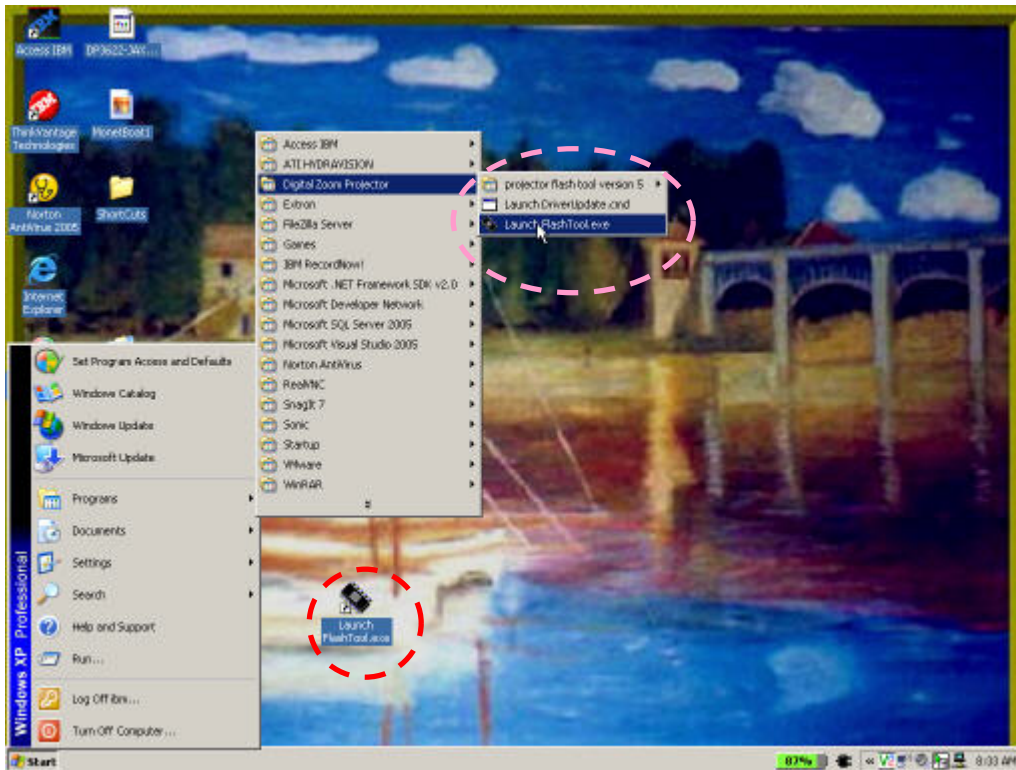 Access IBM
DP3622-JAY...
ThinkVantage
Technologies
MonetBoat1
Norton
AntiVirus 2005
ShortCuts
Internet
Explorer
Access IBM
ATI HYDRAVISION
Digital Zoom Projector
Extron
FileZilla Server
Games
IBM RecordNow!
Microsoft .NET Framework SDK v2.0
Microsoft Developer Network
Microsoft SQL Server 2005
Microsoft Visual Studio 2005
Norton AntiVirus
RealVNC
SnagIt 7
Sonic
Startup
VMware
WinRAR
projector flash tool version 5
Launch DriverUpdate.cmd
Launch FlashTool.exe
Set Program Access and Defaults
Windows Catalog
Windows Update
Microsoft Update
Programs
Documents
Settings
Search
Help and Support
Run...
Log Off ibm...
Turn Off Computer...
Windows XP Professional
Launch
FlashTool.exe
Start
87%
8:03 AM